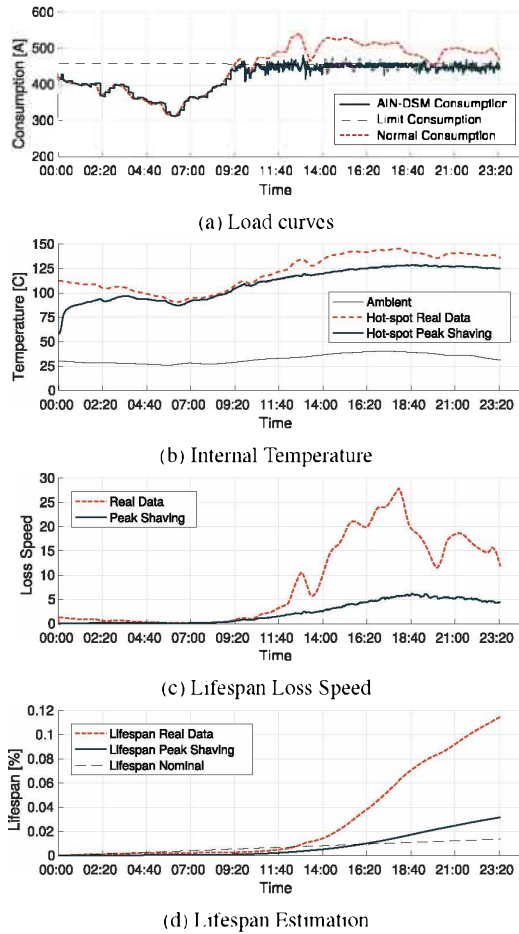 600
500
400
300
200
Consumption [A]
AIN-DSM Consumption
Limit Consumption
Normal Consumption
00:00 02:20 04:40 07:00 09:20 11:40 14:00 16:20 18:40 21:00 23:20
Time
(a) Load curves
150
125
100
75
50
25
0
Temperature [C]
Ambient
Hot-spot Real Data
Hot-spot Peak Shaving
00:00 02:20 04:40 07:00 09:20 11:40 14:00 16:20 18:40 21:00 23:20
Time
(b) Internal Temperature
30
25
20
15
10
5
0
Loss Speed
Real Data
Peak Shaving
00:00 02:20 04:40 07:00 09:20 11:40 14:00 16:20 18:40 21:00 23:20
Time
(c) Lifespan Loss Speed
0.12
0.1
0.08
0.06
0.04
0.02
0
Lifespan [%]
Lifespan Real Data
Lifespan Peak Shaving
Lifespan Nominal
00:00 02:20 04:40 07:00 09:20 11:40 14:00 16:20 18:40 21:00 23:20
Time
(d) Lifespan Estimation